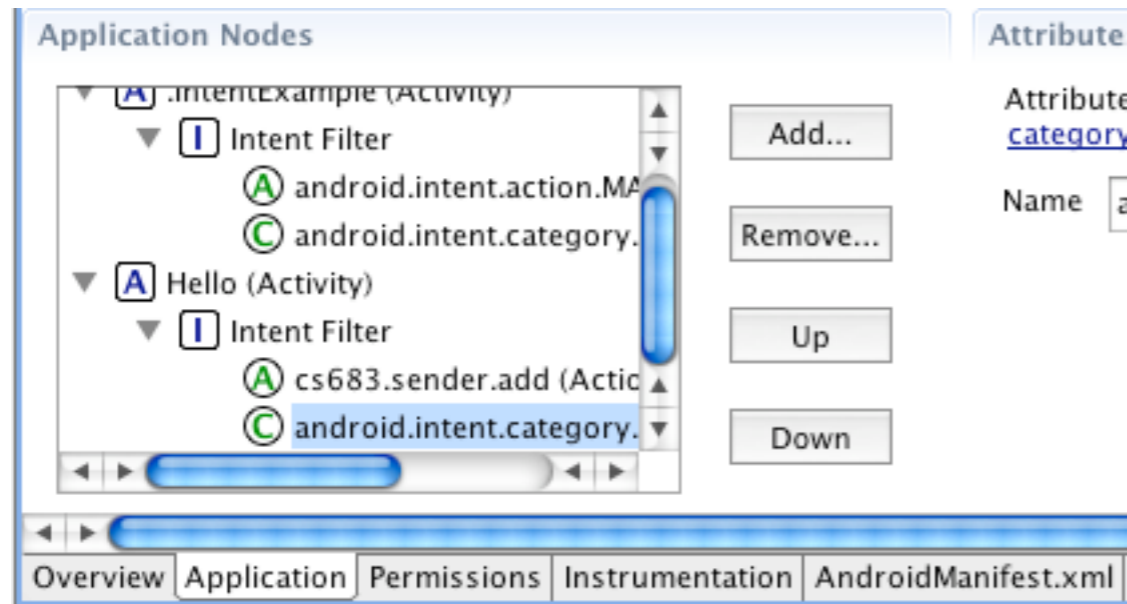 Application Nodes
Attribute
A .IntentExample (Activity)
I Intent Filter
A android.intent.action.MA
C android.intent.category.
A Hello (Activity)
I Intent Filter
A cs683.sender.add (Actio
C android.intent.category.
Add...
Remove...
Up
Down
Attribute
category
Name a
Overview Application Permissions Instrumentation AndroidManifest.xml